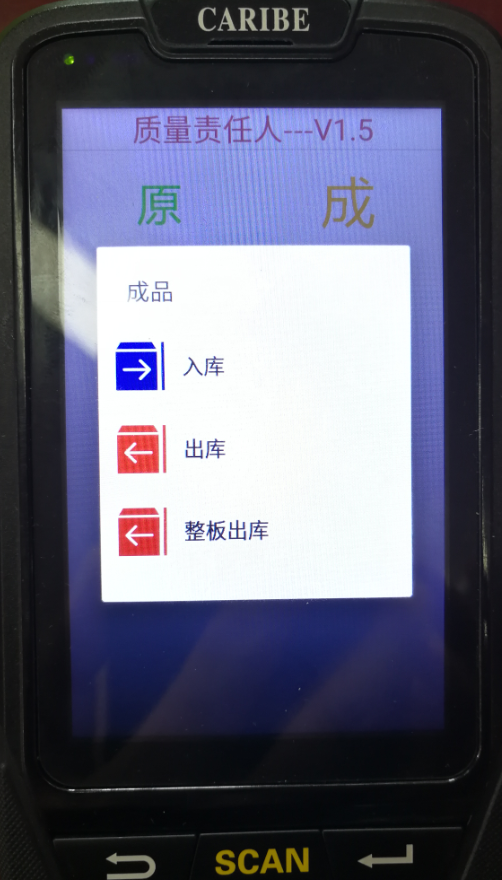 CARIBE
质量责任人---V1.5
原 成
成品
入库
出库
整板出库
SCAN